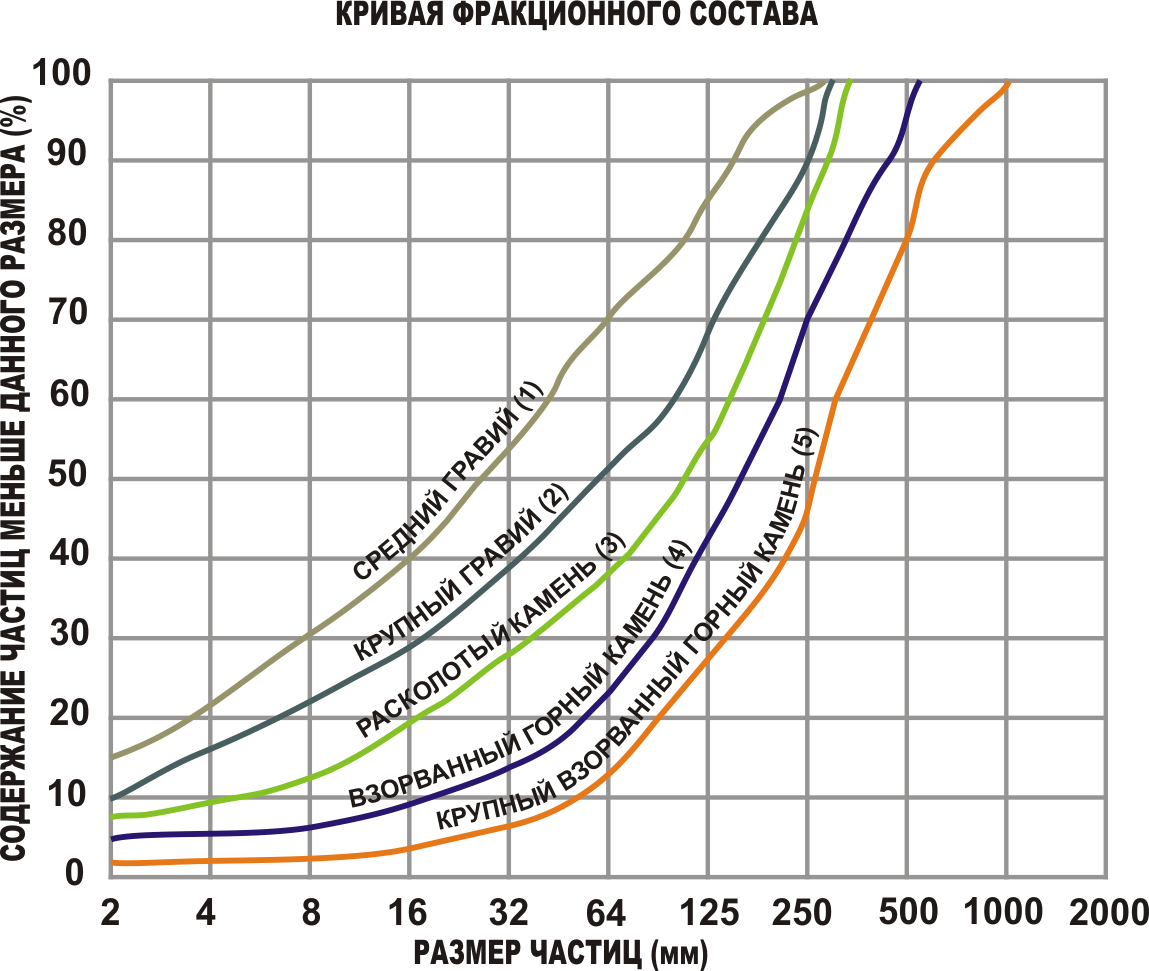 КРИВАЯ ФРАКЦИОННОГО СОСТАВА
СОДЕРЖАНИЕ ЧАСТИЦ МЕНЬШЕ ДАННОГО РАЗМЕРА (%)
100
90
80
70
60
50
40
30
20
10
0
СРЕДНИЙ ГРАВИЙ (1)
КРУПНЫЙ ГРАВИЙ (2)
РАСКОЛОТЫЙ КАМЕНЬ (3)
ВЗОРВАННЫЙ ГОРНЫЙ КАМЕНЬ (4)
КРУПНЫЙ ВЗОРВАННЫЙ ГОРНЫЙ КАМЕНЬ (5)
2 4 8 16 32 64 125 250 500 1000 2000
РАЗМЕР ЧАСТИЦ (мм)